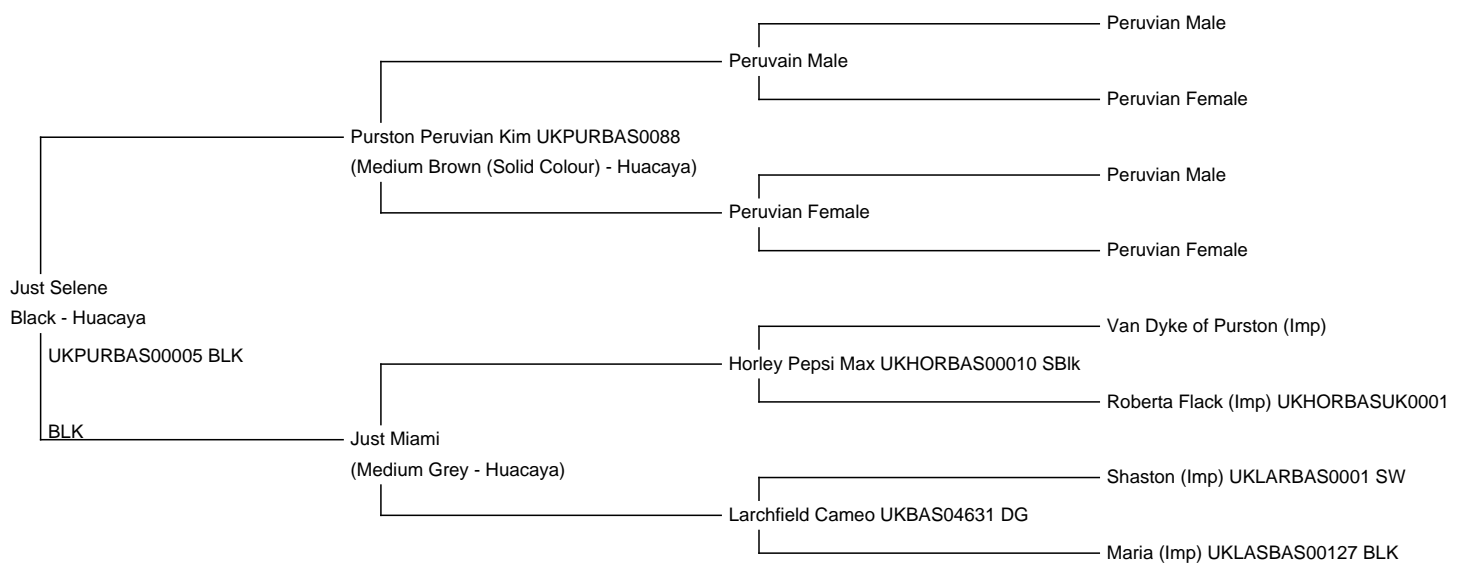 Peruvian Male
Peruvain Male
Peruvian Female
Purston Peruvian Kim UKPURBAS0088
(Medium Brown (Solid Colour) - Huacaya)
Peruvian Male
Peruvian Female
Peruvian Female
Just Selene
Black - Huacaya
UKPURBAS00005 BLK
BLK
Van Dyke of Purston (Imp)
Horley Pepsi Max UKHORBAS00010 SBlk
Roberta Flack (Imp) UKHORBASUK0001
Just Miami
(Medium Grey - Huacaya)
Shaston (Imp) UKLARBAS0001 SW
Larchfield Cameo UKBAS04631 DG
Maria (Imp) UKLASBAS00127 BLK